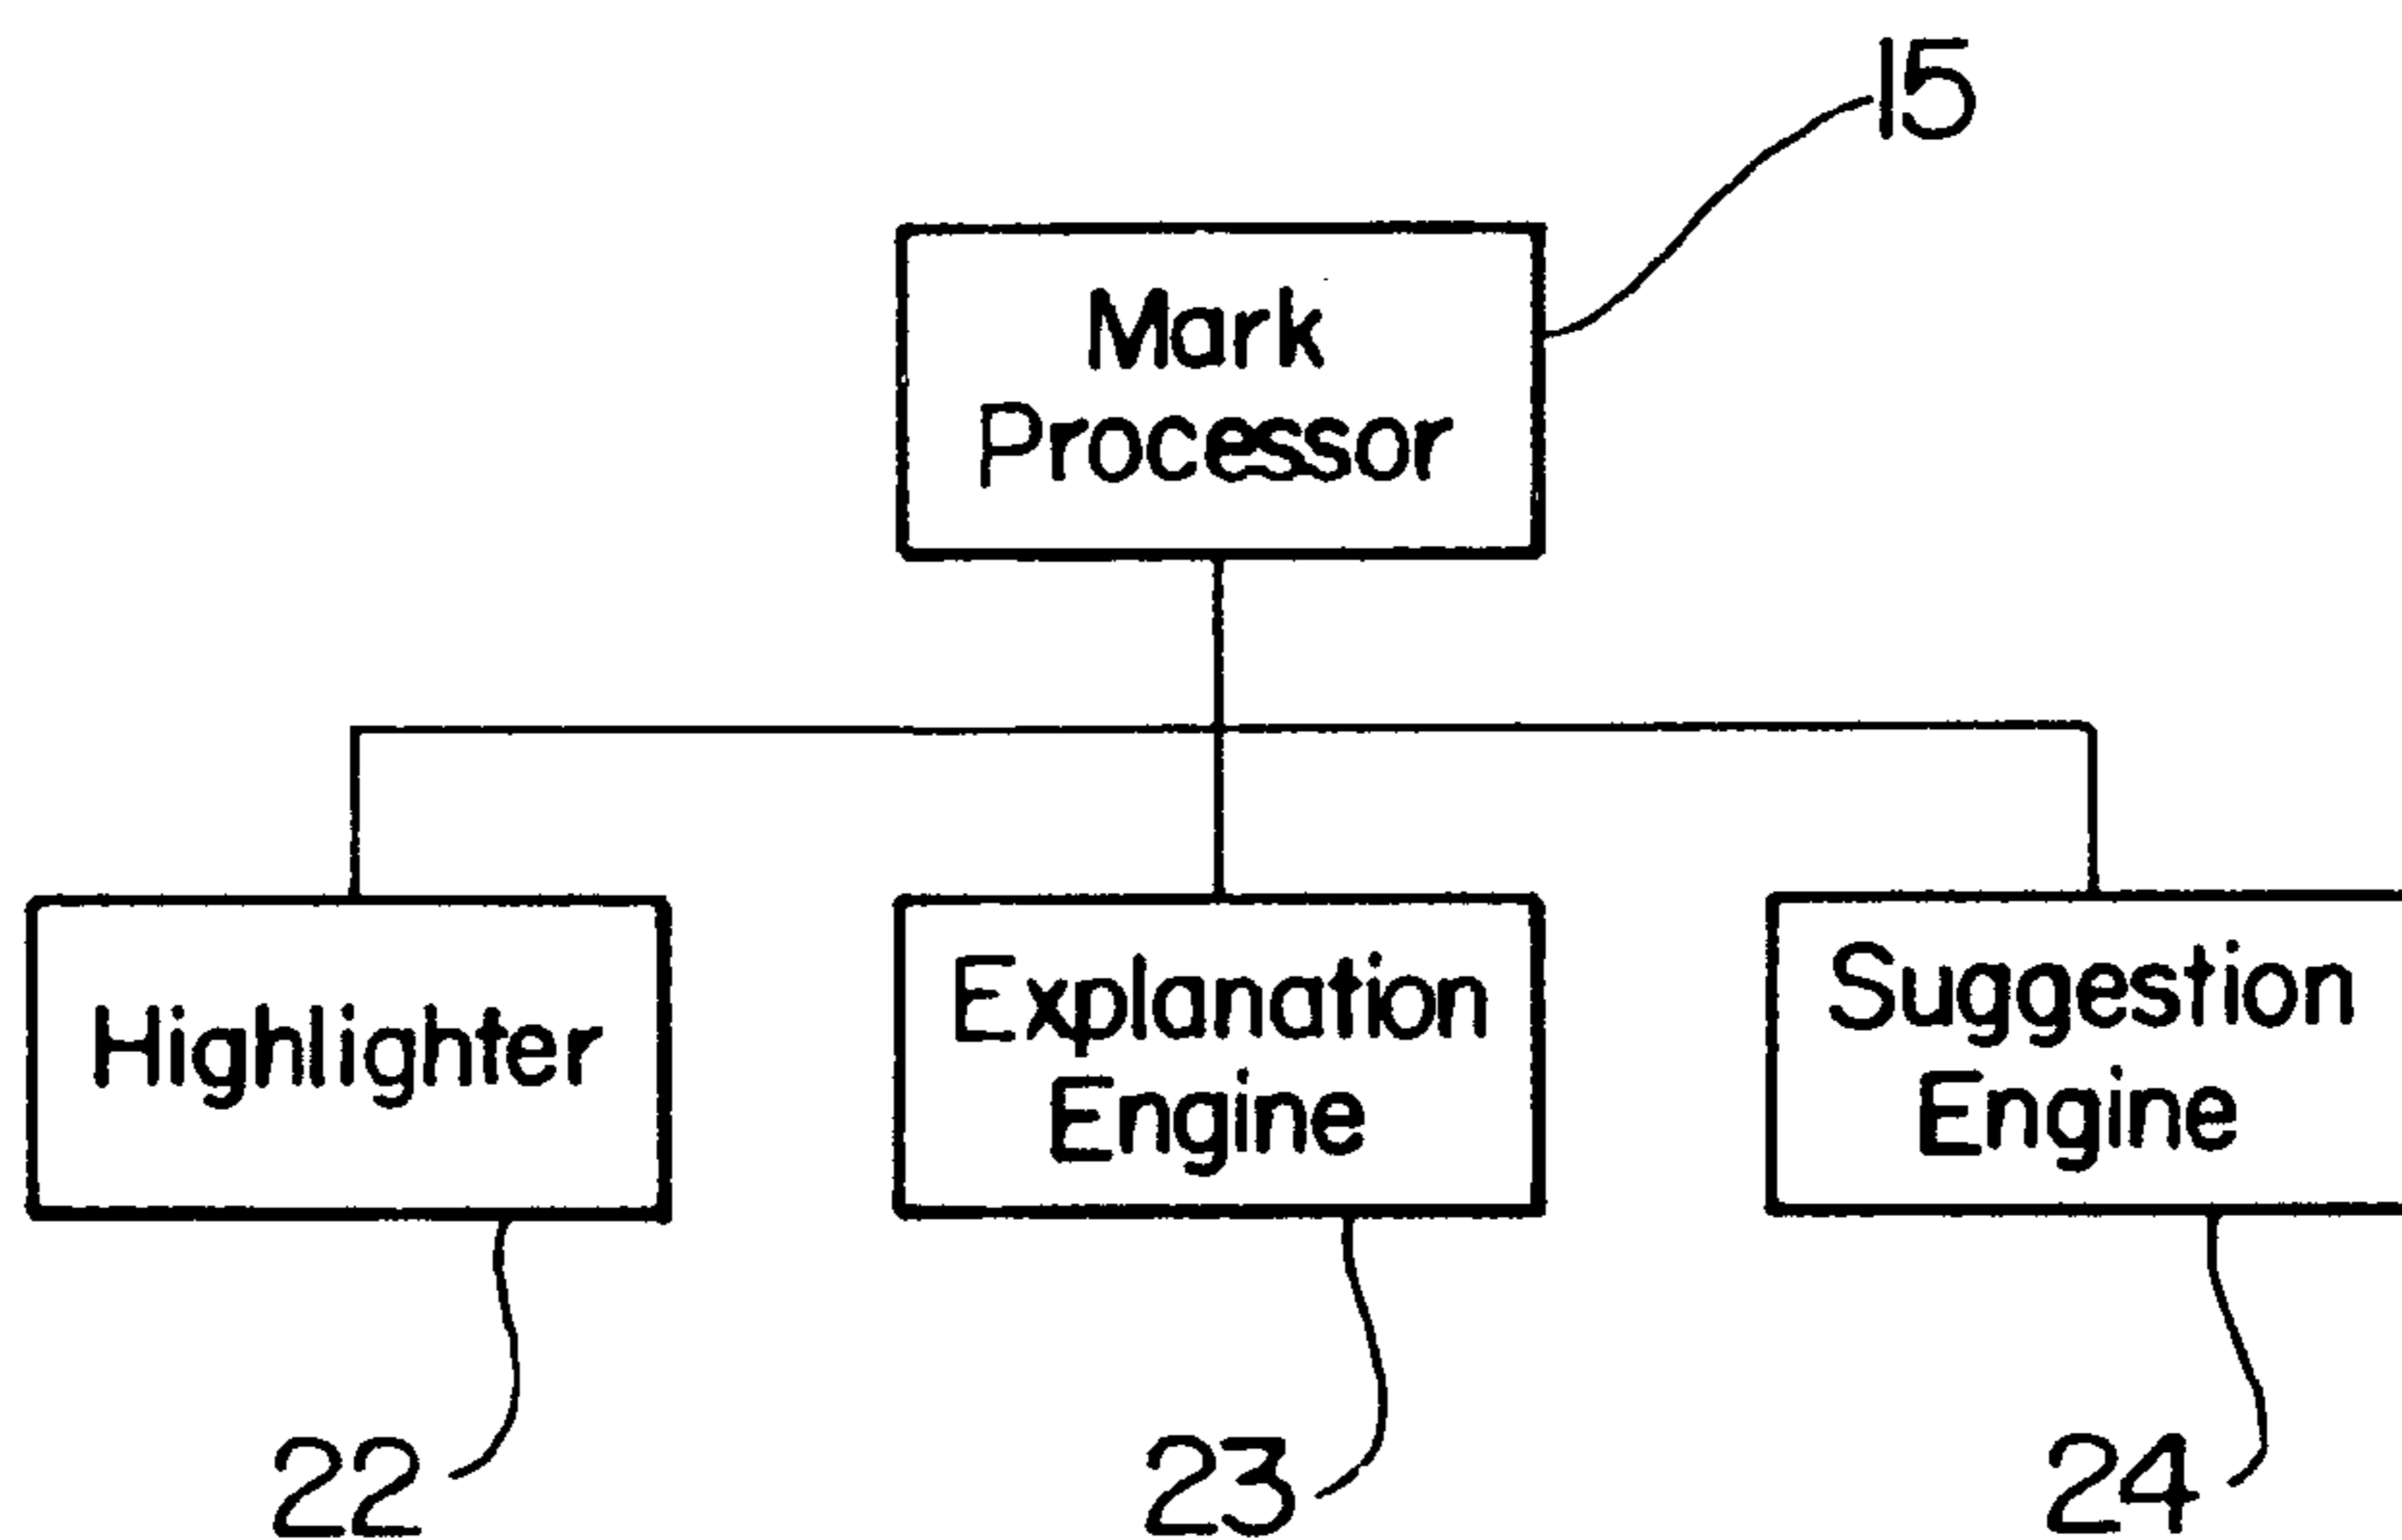 15
Mark
Processor
Highlighter
Explanation
Engine
Suggestion
Engine
22
23
24